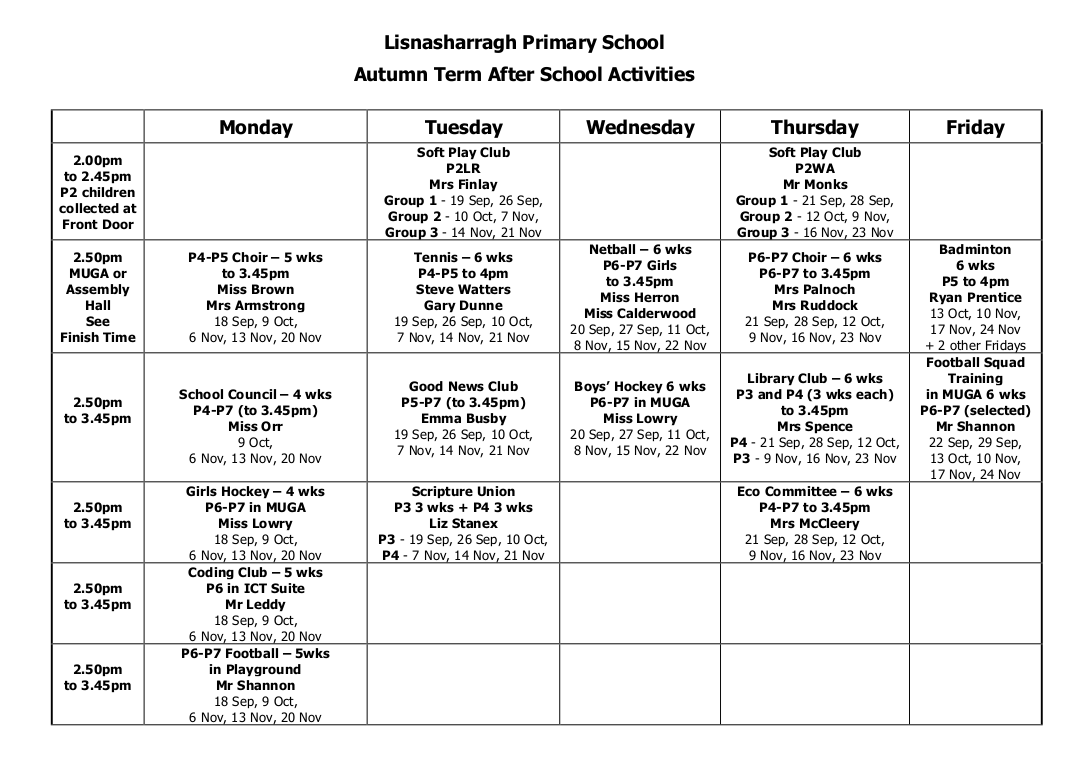 Lisnasharragh Primary School
Autumn Term After School Activities
Monday
Tuesday
Wednesday
Thursday
Friday
2.00pm
to 2.45pm
P2 children
collected at
Front Door
Soft Play Club
P2LR
Mrs Finlay
Group 1 - 19 Sep, 26 Sep,
Group 2 - 10 Oct, 7 Nov,
Group 3 - 14 Nov, 21 Nov
Soft Play Club
P2WA
Mr Monks
Group 1 - 21 Sep, 28 Sep,
Group 2 - 12 Oct, 9 Nov,
Group 3 - 16 Nov, 23 Nov
2.50pm
MUGA or
Assembly
Hall
See
Finish Time
P4-P5 Choir – 5 wks
to 3.45pm
Miss Brown
Mrs Armstrong
18 Sep, 9 Oct,
6 Nov, 13 Nov, 20 Nov
Tennis – 6 wks
P4-P5 to 4pm
Steve Watters
Gary Dunne
19 Sep, 26 Sep, 10 Oct,
7 Nov, 14 Nov, 21 Nov
Netball – 6 wks
P6-P7 Girls
to 3.45pm
Miss Herron
Miss Calderwood
20 Sep, 27 Sep, 11 Oct,
8 Nov, 15 Nov, 22 Nov
P6-P7 Choir – 6 wks
P6-P7 to 3.45pm
Mrs Palnoch
Mrs Ruddock
21 Sep, 28 Sep, 12 Oct,
9 Nov, 16 Nov, 23 Nov
Badminton
6 wks
P5 to 4pm
Ryan Prentice
13 Oct, 10 Nov,
17 Nov, 24 Nov
+ 2 other Fridays
2.50pm
to 3.45pm
School Council – 4 wks
P4-P7 (to 3.45pm)
Miss Orr
9 Oct,
6 Nov, 13 Nov, 20 Nov
Good News Club
P5-P7 (to 3.45pm)
Emma Busby
19 Sep, 26 Sep, 10 Oct,
7 Nov, 14 Nov, 21 Nov
Boys’ Hockey 6 wks
P6-P7 in MUGA
Miss Lowry
20 Sep, 27 Sep, 11 Oct,
8 Nov, 15 Nov, 22 Nov
Library Club – 6 wks
P3 and P4 (3 wks each)
to 3.45pm
Mrs Spence
P4 - 21 Sep, 28 Sep, 12 Oct,
P3 - 9 Nov, 16 Nov, 23 Nov
Football Squad
Training
in MUGA 6 wks
P6-P7 (selected)
Mr Shannon
22 Sep, 29 Sep,
13 Oct, 10 Nov,
17 Nov, 24 Nov
2.50pm
to 3.45pm
Girls Hockey – 4 wks
P6-P7 in MUGA
Miss Lowry
18 Sep, 9 Oct,
6 Nov, 13 Nov, 20 Nov
Scripture Union
P3 3 wks + P4 3 wks
Liz Stanex
P3 - 19 Sep, 26 Sep, 10 Oct,
P4 - 7 Nov, 14 Nov, 21 Nov
Eco Committee – 6 wks
P4-P7 to 3.45pm
Mrs McCleery
21 Sep, 28 Sep, 12 Oct,
9 Nov, 16 Nov, 23 Nov
2.50pm
to 3.45pm
Coding Club – 5 wks
P6 in ICT Suite
Mr Leddy
18 Sep, 9 Oct,
6 Nov, 13 Nov, 20 Nov
2.50pm
to 3.45pm
P6-P7 Football – 5wks
in Playground
Mr Shannon
18 Sep, 9 Oct,
6 Nov, 13 Nov, 20 Nov